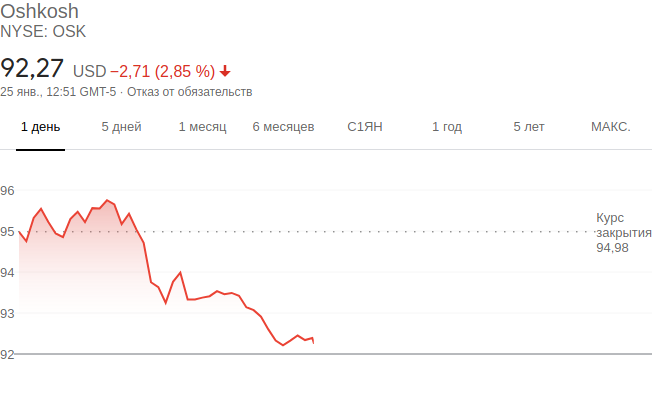 Oshkosh
NYSE: OSK
92,27 USD −2,71 (2,85 %)
25 янв., 12:51 GMT-5 · Отказ от обязательств
1 день 5 дней 1 месяц 6 месяцев С1ЯН 1 год 5 лет МАКС.
96
Курс
95 закрытия
94,98
94
93
92